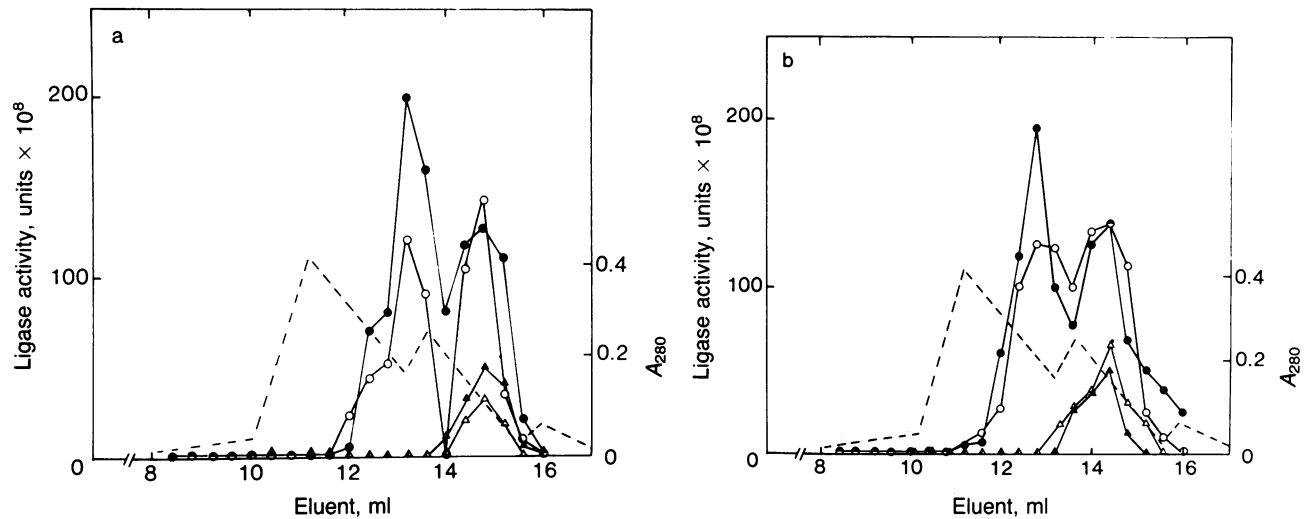 a
Ligase activity, units × 10⁸
200
100
0
8
10
12
14
16
Eluent, ml
0.4
0.2
0
A₂₈₀
b
Ligase activity, units × 10⁸
200
100
0
8
10
12
14
16
Eluent, ml
0.4
0.2
0
A₂₈₀